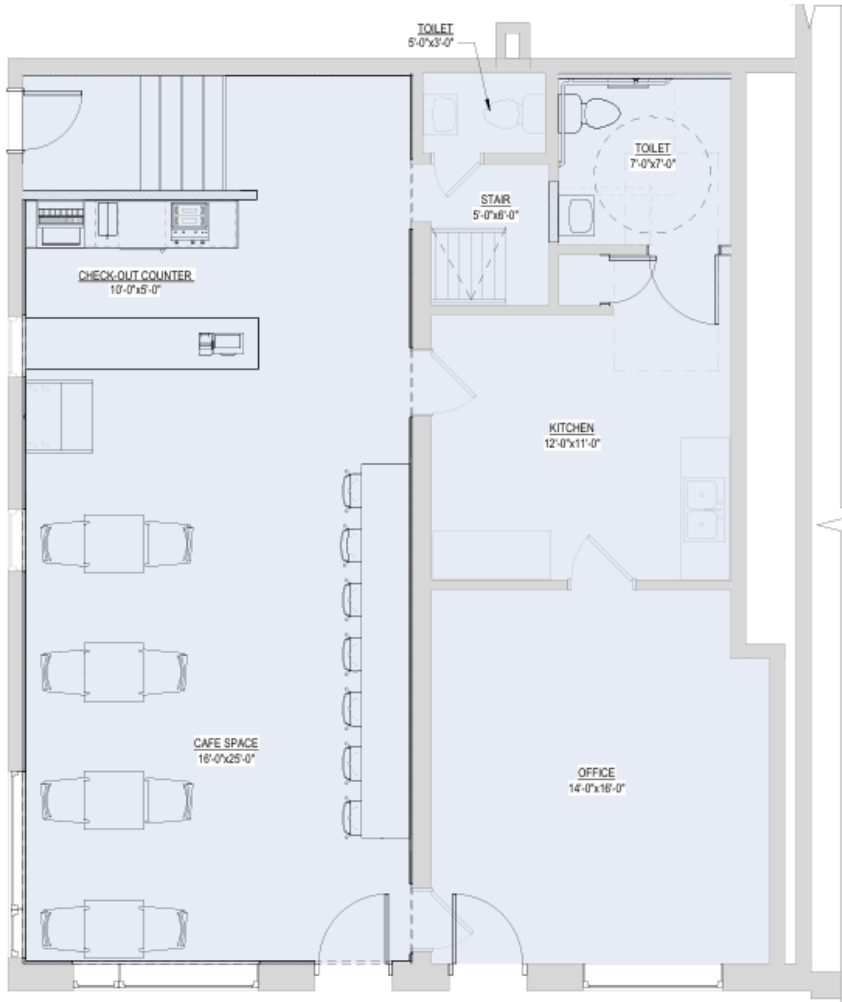 TOILET
5'-0"x3'-0"
TOILET
7'-0"x7'-0"
STAIR
5'-0"x6'-0"
CHECK-OUT COUNTER
10'-0"x5'-0"
KITCHEN
12'-0"x11'-0"
CAFE SPACE
16'-0"x25'-0"
OFFICE
14'-0"x16'-0"